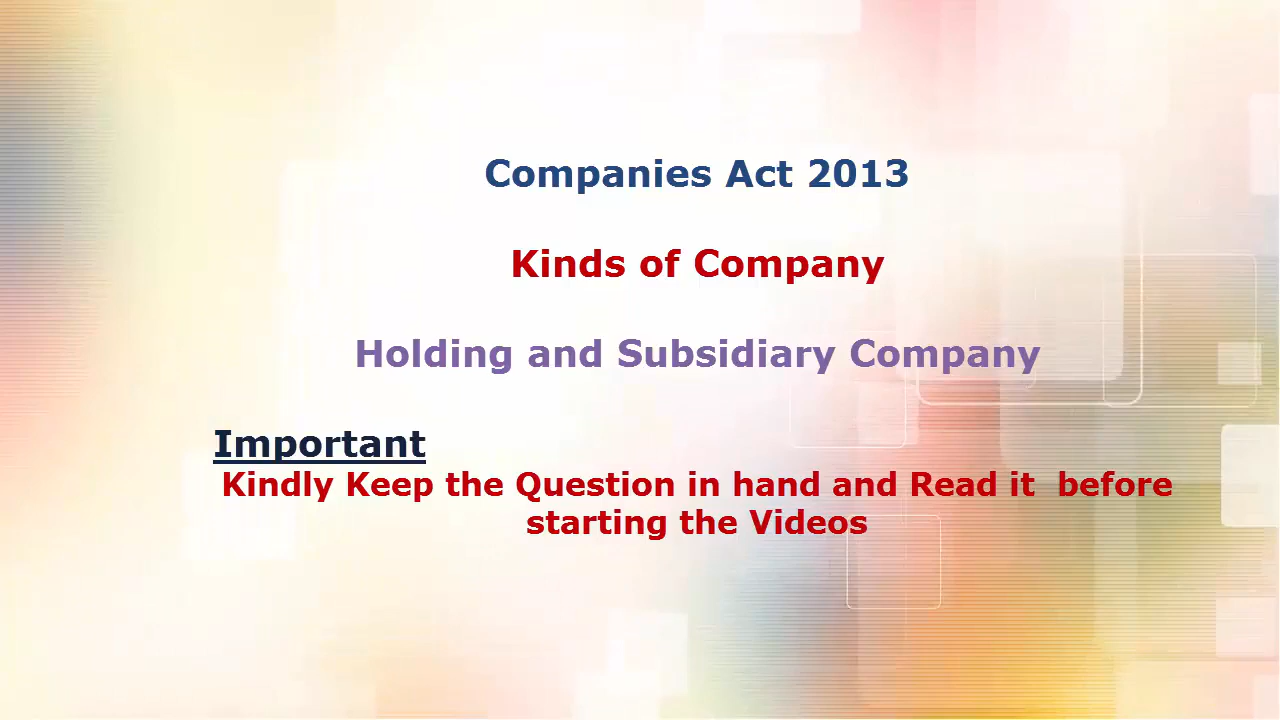 Companies Act 2013
Kinds of Company
Holding and Subsidiary Company
Important
Kindly Keep the Question in hand and Read it before
starting the Videos